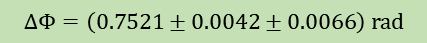 ΔΦ = (0.7521 ± 0.0042 ± 0.0066) rad